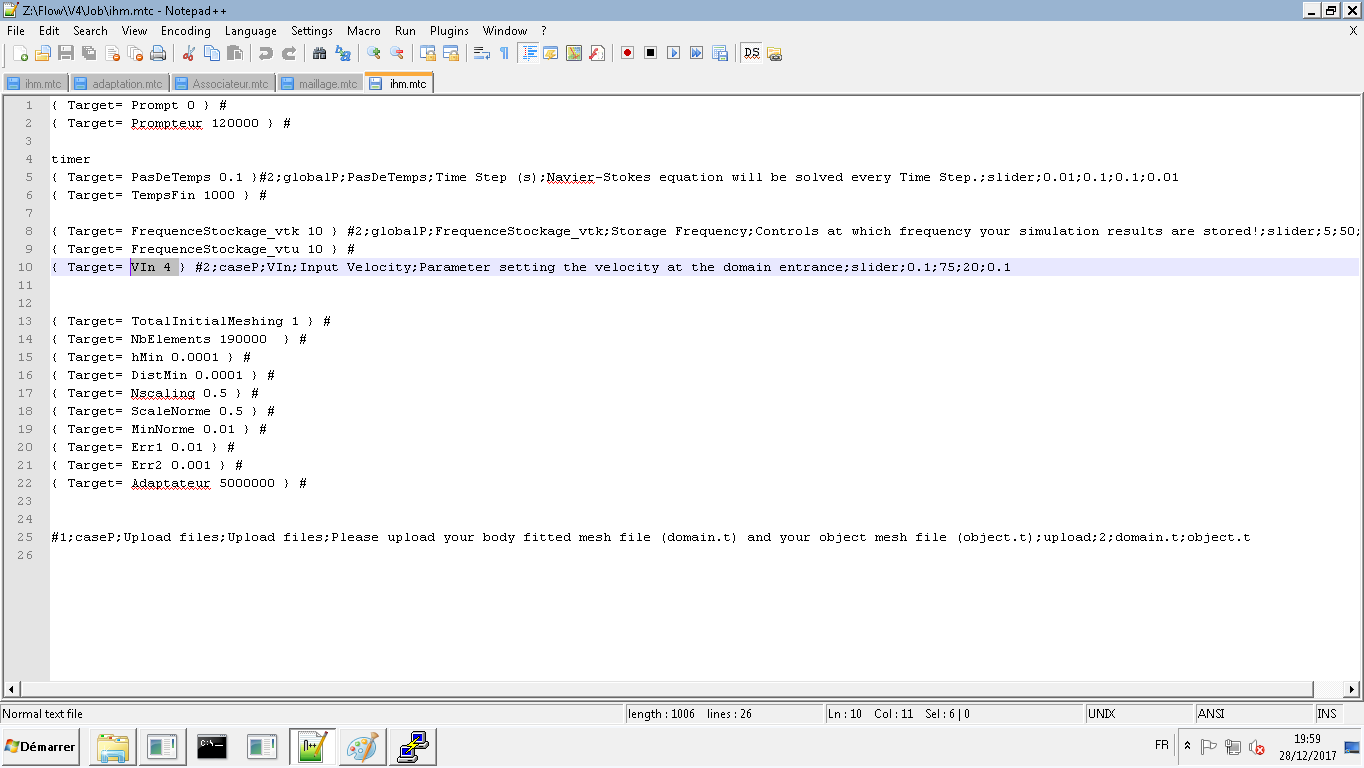 Z:\Flow\V4\Job\ihm.mtc - Notepad++
File Edit Search View Encoding Language Settings Macro Run Plugins Window ? X
ihm.mtc adaptation.mtc Associateur.mtc maillage.mtc ihm.mtc
1 { Target= Prompt 0 } #
2 { Target= Prompteur 120000 } #
3
4 timer
5 { Target= PasDeTemps 0.1 }#2;globalP;PasDeTemps;Time Step (s);Navier-Stokes equation will be solved every Time Step.;slider;0.01;0.1;0.1;0.01
6 { Target= TempsFin 1000 } #
7
8 { Target= FrequenceStockage_vtk 10 } #2;globalP;FrequenceStockage_vtk;Storage Frequency;Controls at which frequency your simulation results are stored!;slider;5;50;
9 { Target= FrequenceStockage_vtu 10 } #
10 { Target= VIn 4 } #2;caseP;VIn;Input Velocity;Parameter setting the velocity at the domain entrance;slider;0.1;75;20;0.1
11
12
13 { Target= TotalInitialMeshing 1 } #
14 { Target= NbElements 190000  } #
15 { Target= hMin 0.0001 } #
16 { Target= DistMin 0.0001 } #
17 { Target= Nscaling 0.5 } #
18 { Target= ScaleNorme 0.5 } #
19 { Target= MinNorme 0.01 } #
20 { Target= Err1 0.01 } #
21 { Target= Err2 0.001 } #
22 { Target= Adaptateur 5000000 } #
23
24
25 #1;caseP;Upload files;Upload files;Please upload your body fitted mesh file (domain.t) and your object mesh file (object.t);upload;2;domain.t;object.t
26
Normal text file length : 1006 lines : 26 Ln : 10 Col : 11 Sel : 6 | 0 UNIX ANSI INS
Démarrer FR 19:59
28/12/2017